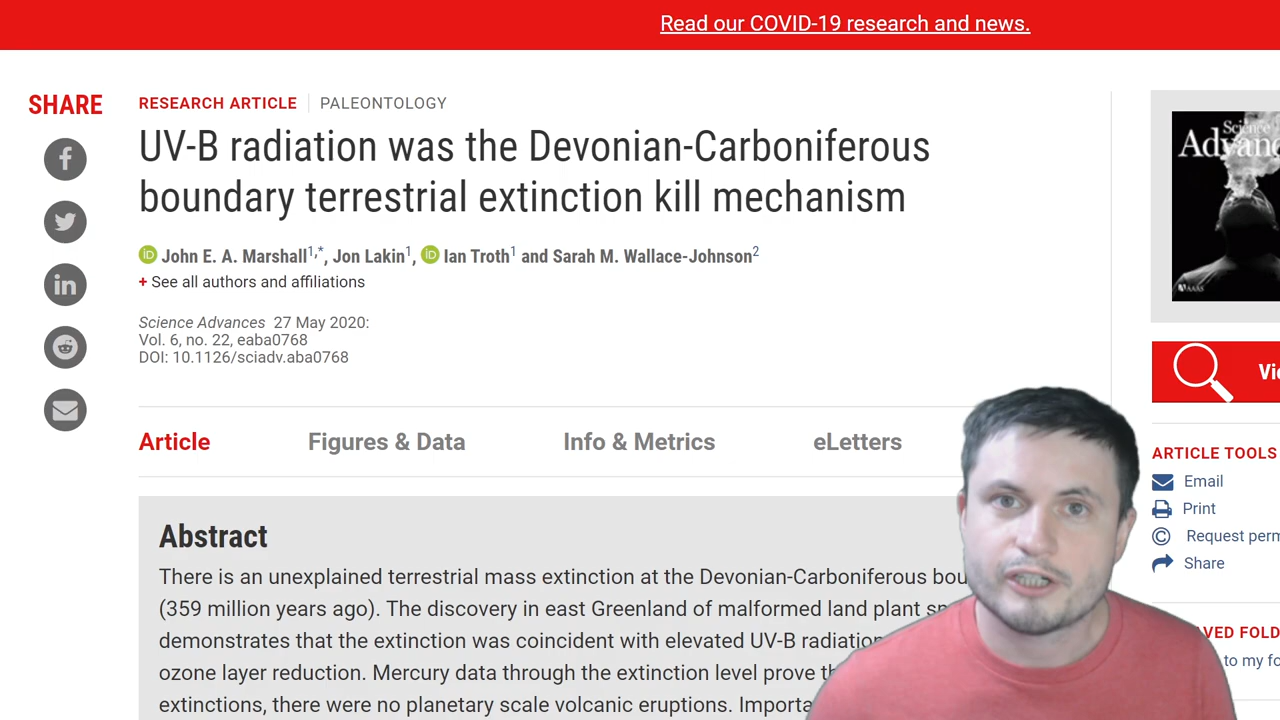 Read our COVID-19 research and news.
SHARE
RESEARCH ARTICLE PALEONTOLOGY
UV-B radiation was the Devonian-Carboniferous
boundary terrestrial extinction kill mechanism
John E. A. Marshall1,*, Jon Lakin1, Ian Troth1 and Sarah M. Wallace-Johnson2
+ See all authors and affiliations
Science Advances 27 May 2020:
Vol. 6, no. 22, eaba0768
DOI: 10.1126/sciadv.aba0768
Article Figures & Data Info & Metrics eLetters
Abstract
There is an unexplained terrestrial mass extinction at the Devonian-Carboniferous
(359 million years ago). The discovery in east Greenland of malformed land plant
demonstrates that the extinction was coincident with elevated UV-B radiation
ozone layer reduction. Mercury data through the extinction level prove
extinctions, there were no planetary scale volcanic eruptions.
Science
Advan
AAAS
ARTICLE TOOLS
Email
Print
Request
Share
to my